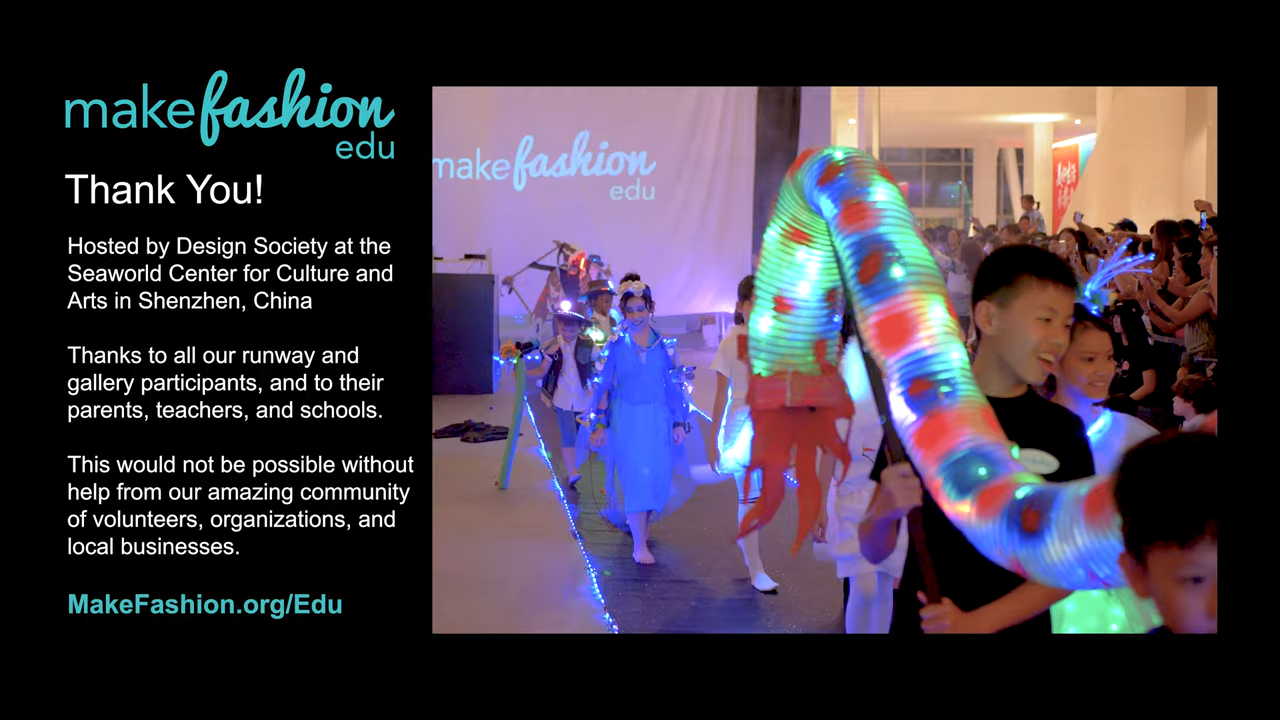 makefashion
edu
Thank You!
Hosted by Design Society at the
Seaworld Center for Culture and
Arts in Shenzhen, China
Thanks to all our runway and
gallery participants, and to their
parents, teachers, and schools.
This would not be possible without
help from our amazing community
of volunteers, organizations, and
local businesses.
MakeFashion.org/Edu
makefashion
edu